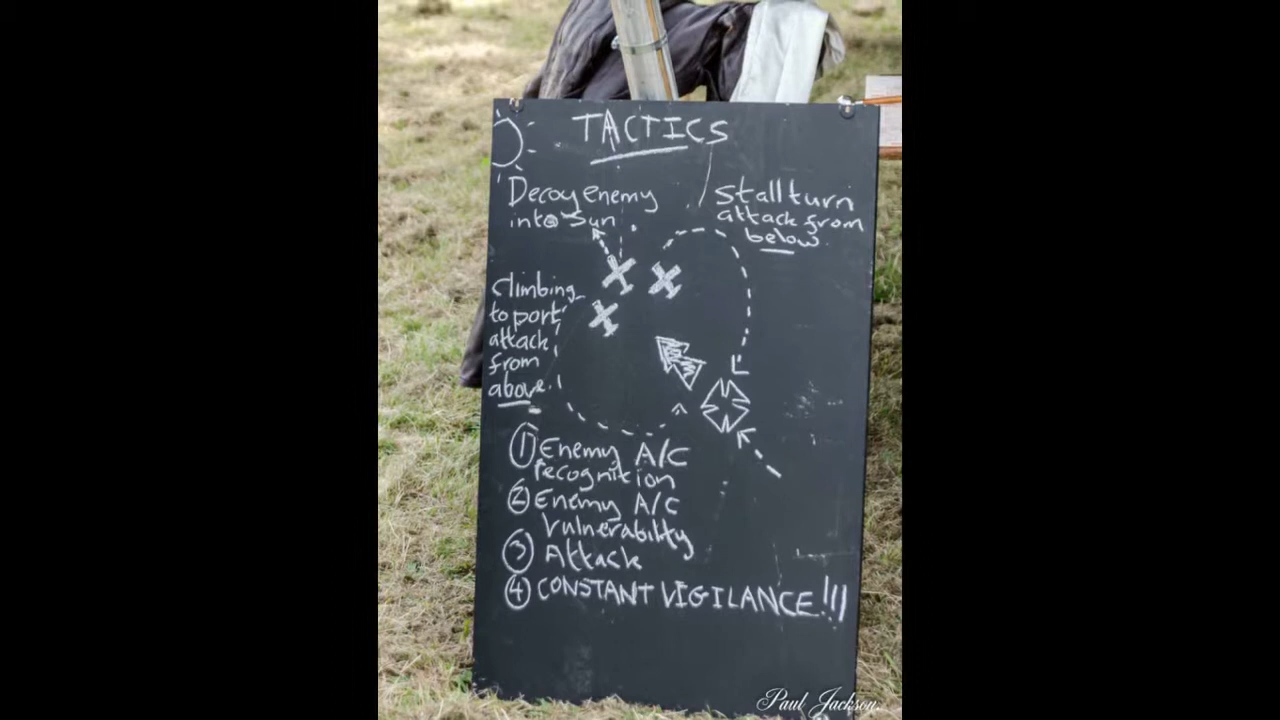 TACTICS
Decoy enemy
into Sun
Stall turn
attack from
below.
Climbing
to port
attack
from
above.
① Enemy A/C
recognition
② Enemy A/C
Vulnerability
③ Attack
④ CONSTANT VIGILANCE!!!
Paul Jackson.